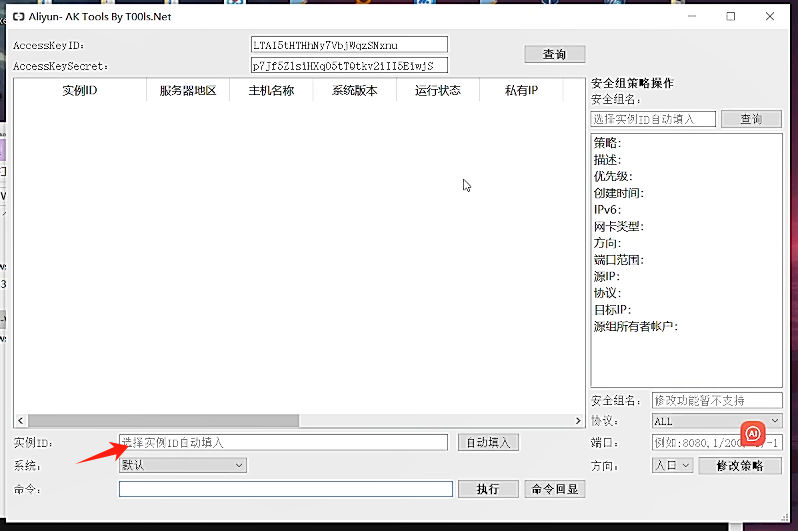 Aliyun- AK Tools By T00ls.Net
AccessKeyID:
AccessKeySecret:
查询
实例ID 服务器地区 主机名称 系统版本 运行状态 私有IP
安全组策略操作
安全组名:
选择实例ID自动填入 查询
策略:
描述:
优先级:
创建时间:
IPv6:
网卡类型:
方向:
端口范围:
源IP:
协议:
目标IP:
源组所有者帐户:
安全组名: 修改功能暂不支持
协议: ALL
端口: 例如:8080,1/200
方向: 入口 修改策略
实例ID: 选择实例ID自动填入 自动填入
系统: 默认
命令: 执行 命令回显
AI